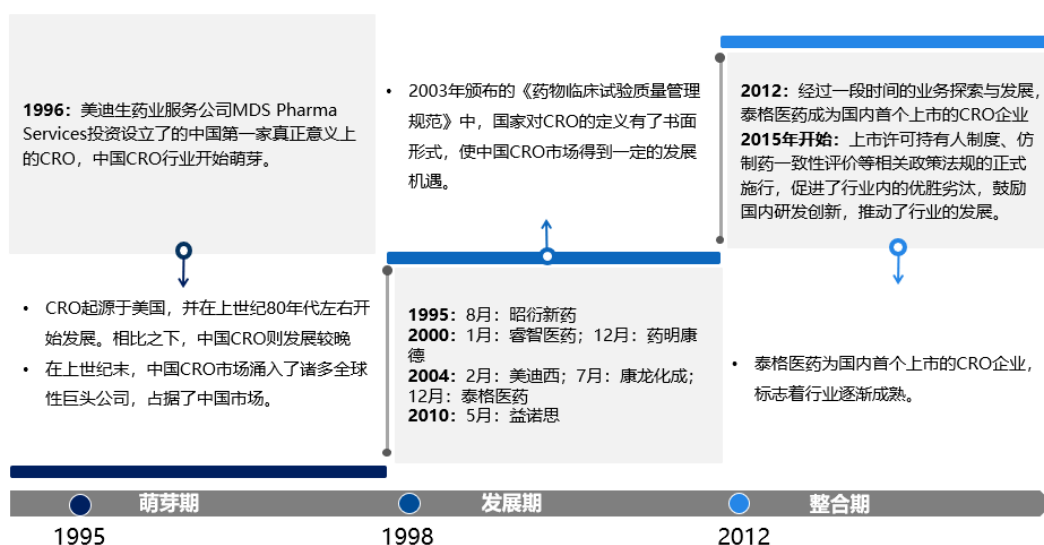 1996：美迪生药业服务公司MDS Pharma
Services投资设立了的中国第一家真正意义上
的CRO，中国CRO行业开始萌芽。
• CRO起源于美国，并在上世纪80年代左右开
始发展。相比之下，中国CRO则发展较晚
• 在上世纪末，中国CRO市场涌入了诸多全球
性巨头公司，占据了中国市场。
• 2003年颁布的《药物临床试验质量管理
规范》中，国家对CRO的定义有了书面
形式，使中国CRO市场得到一定的发展
机遇。
1995：8月：昭衍新药
2000：1月：睿智医药；12月：药明康
德
2004：2月：美迪西；7月：康龙化成；
12月：泰格医药
2010：5月：益诺思
2012：经过一段时间的业务探索与发展，
泰格医药成为国内首个上市的CRO企业
2015年开始：上市许可持有人制度、仿
制药一致性评价等相关政策法规的正式
施行，促进了行业内的优胜劣汰，鼓励
国内研发创新，推动了行业的发展。
• 泰格医药为国内首个上市的CRO企业，
标志着行业逐渐成熟。
萌芽期 发展期 整合期
1995 1998 2012